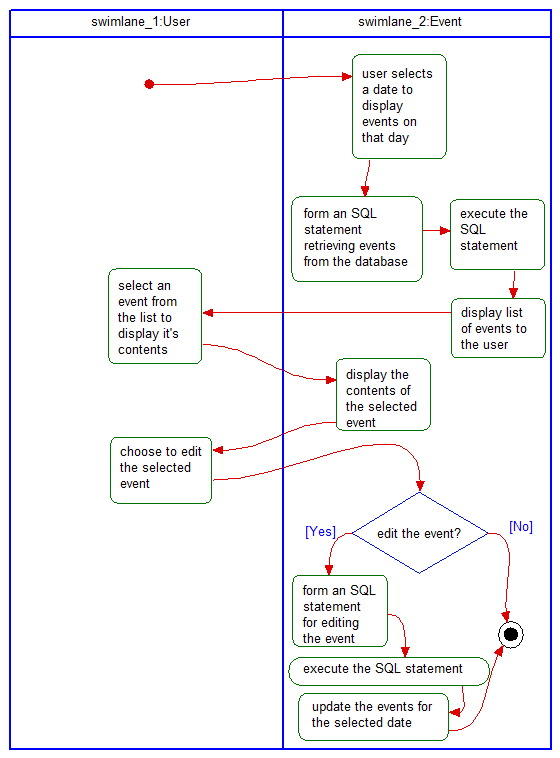 swimlane_1:User
swimlane_2:Event
user selects
a date to
display
events on
that day
form an SQL
statement
retrieving events
from the database
execute the
SQL
statement
select an
event from
the list to
display it's
contents
display list
of events to
the user
display the
contents of
the selected
event
choose to edit
the selected
event
edit the event?
[Yes]
[No]
form an SQL
statement
for editing
the event
execute the SQL statement
update the events for
the selected date